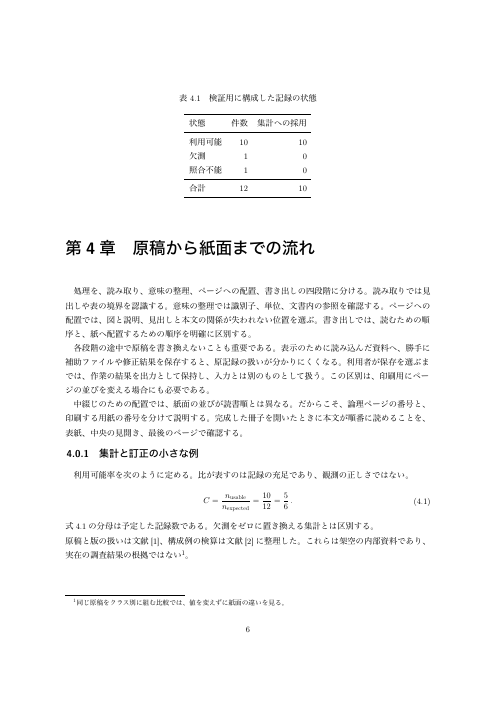 表 4.1　検証用に構成した記録の状態
状態　件数　集計への採用
利用可能　10　10
欠測　1　0
照合不能　1　0
合計　12　10
第 4 章　原稿から紙面までの流れ
処理を、読み取り、意味の整理、ページへの配置、書き出しの四段階に分ける。読み取りでは見
出しや表の境界を認識する。意味の整理では識別子、単位、文書内の参照を確認する。ページへの
配置では、図と説明、見出しと本文の関係が失われない位置を選ぶ。書き出しでは、読むための順
序と、紙へ配置するための順序を明確に区別する。
各段階の途中で原稿を書き換えないことも重要である。表示のために読み込んだ資料へ、勝手に
補助ファイルや修正結果を保存すると、原記録の扱いが分かりにくくなる。利用者が保存を選ぶま
では、作業の結果を出力として保持し、入力とは別のものとして扱う。この区別は、印刷用にペー
ジの並びを変える場合にも必要である。
中綴じのための配置では、紙面の並びが読書順とは異なる。だからこそ、論理ページの番号と、
印刷する用紙の番号を分けて説明する。完成した冊子を開いたときに本文が順番に読めることを、
表紙、中央の見開き、最後のページで確認する。
4.0.1　集計と訂正の小さな例
利用可能率を次のように定める。比が表すのは記録の充足であり、観測の正しさではない。
C = n_usable / n_expected = 10/12 = 5/6 . (4.1)
式 4.1 の分母は予定した記録数である。欠測をゼロに置き換える集計とは区別する。
原稿と版の扱いは文献 [1]、構成例の検算は文献 [2] に整理した。これらは架空の内部資料であり、
実在の調査結果の根拠ではない1。
1同じ原稿をクラス別に組む比較では、値を変えずに紙面の違いを見る。
6